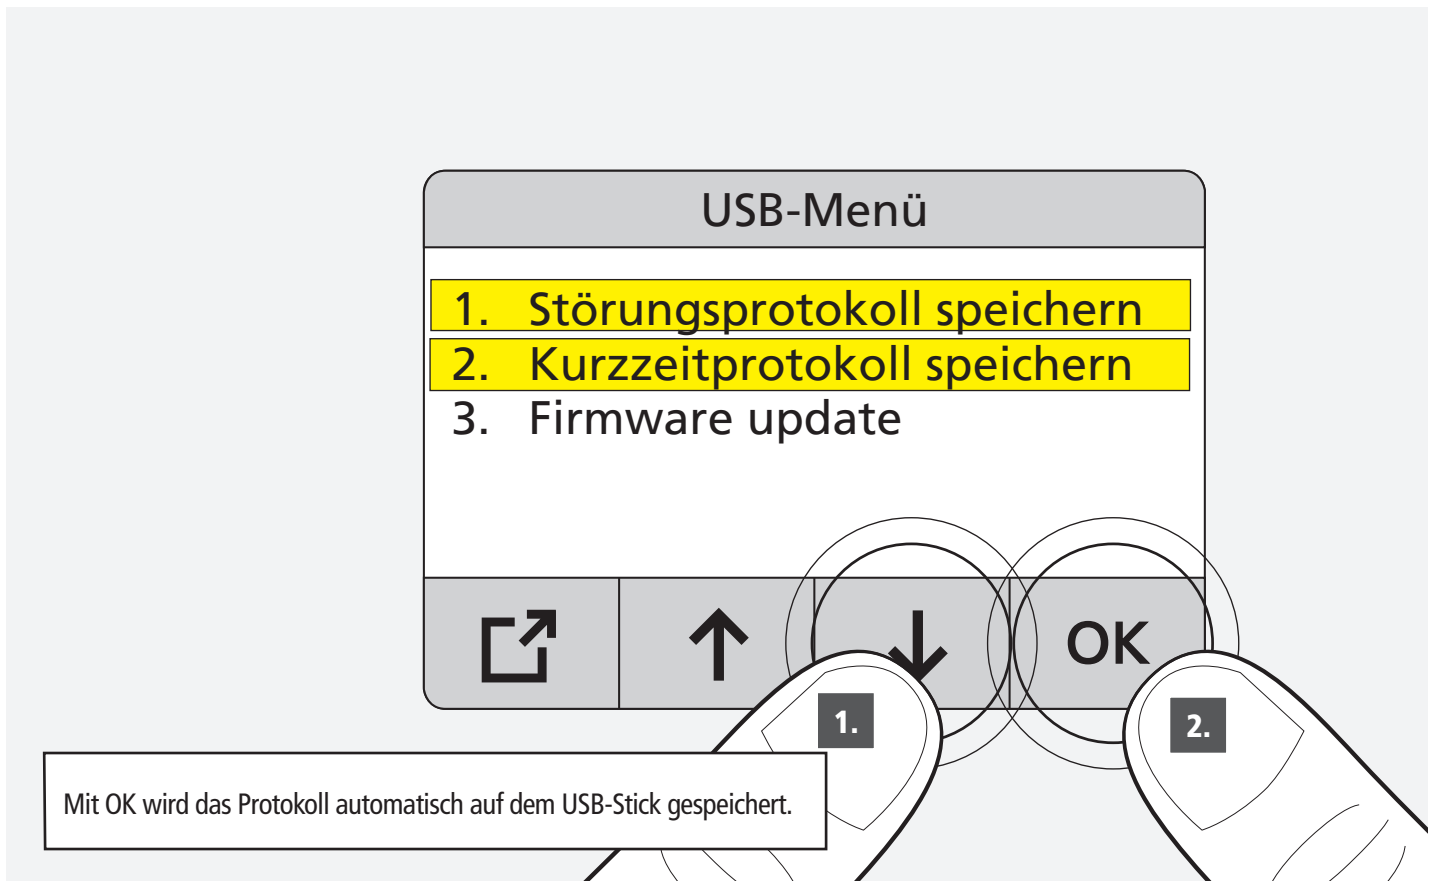 USB-Menü
1. Störungsprotokoll speichern
2. Kurzzeitprotokoll speichern
3. Firmware update
OK
1.
2.
Mit OK wird das Protokoll automatisch auf dem USB-Stick gespeichert.